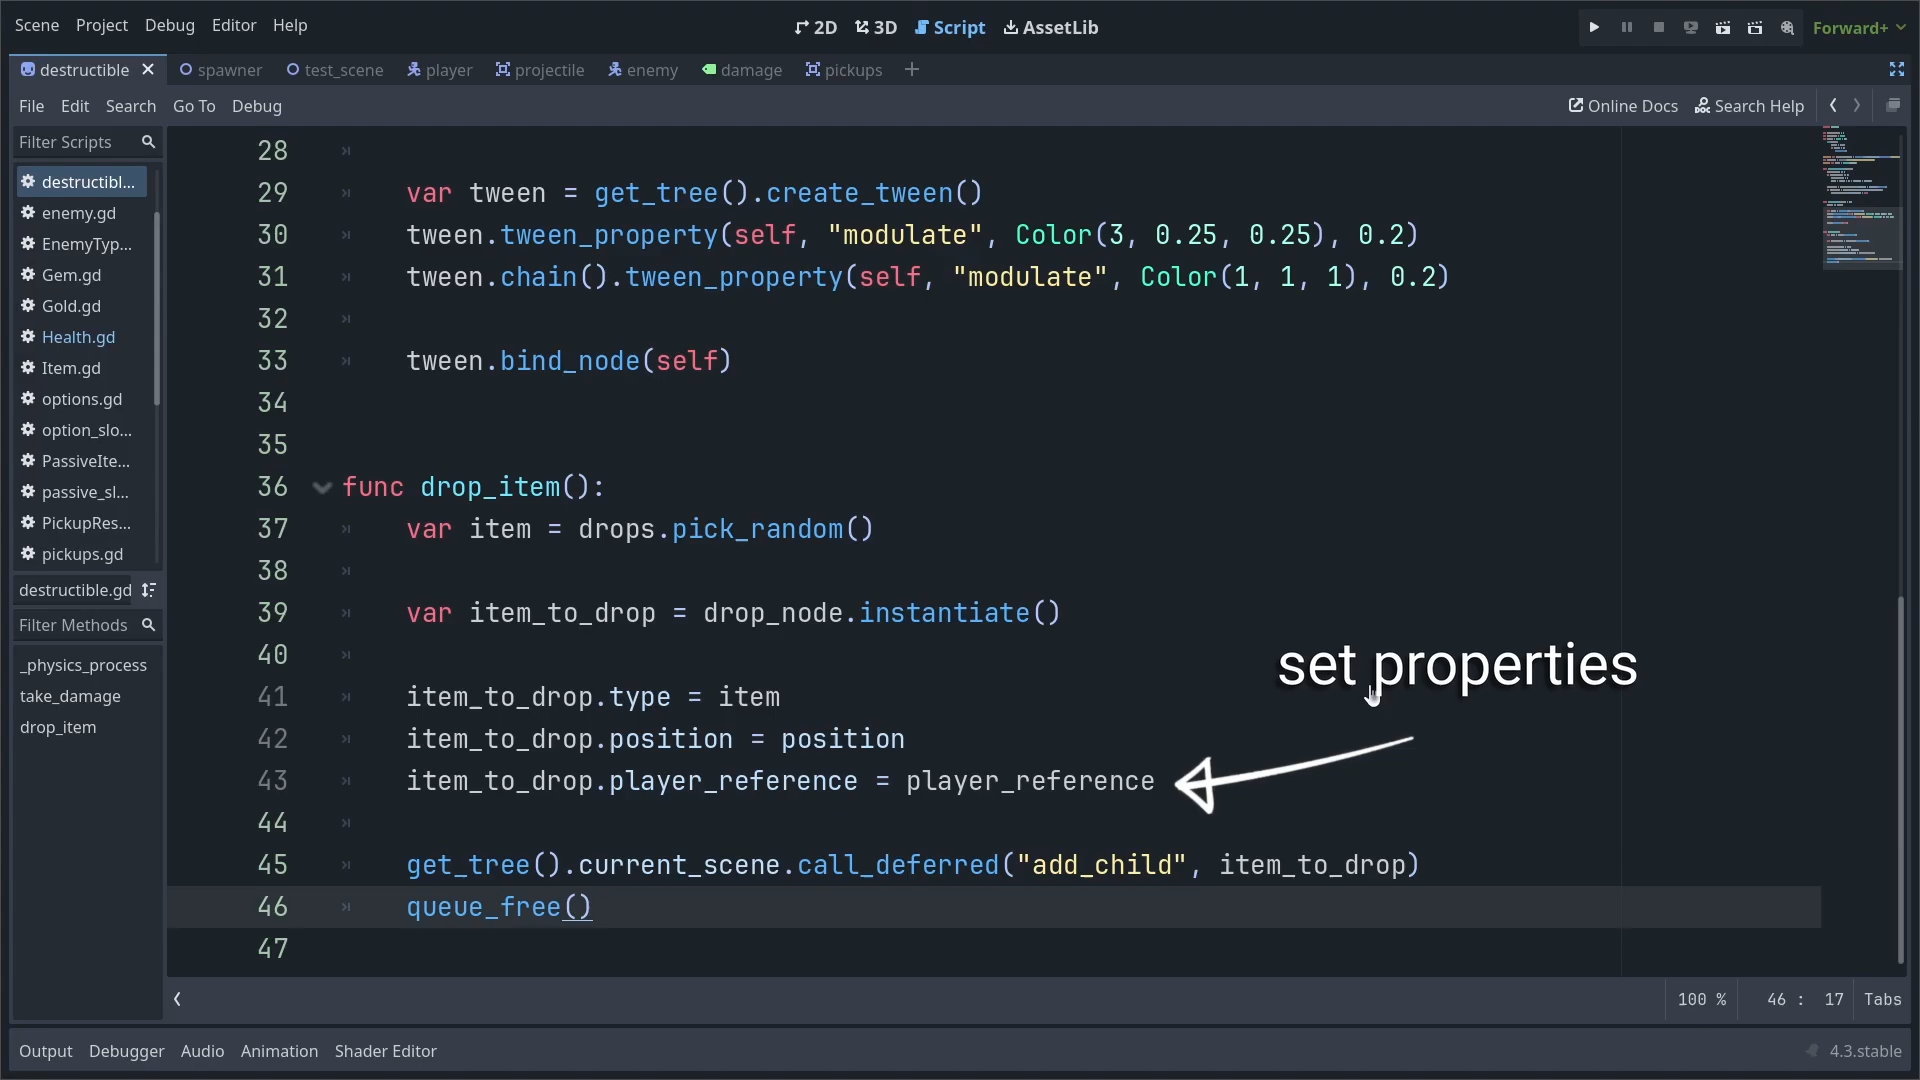 Scene Project Debug Editor Help
2D 3D Script AssetLib
Forward+
destructible spawner test_scene player projectile enemy damage pickups
File Edit Search Go To Debug
Online Docs Search Help
Filter Scripts
destructibl...
enemy.gd
EnemyTyp...
Gem.gd
Gold.gd
Health.gd
Item.gd
options.gd
option_slo...
PassiveIte...
passive_sl...
PickupRes...
pickups.gd
destructible.gd
Filter Methods
_physics_process
take_damage
drop_item
28
29 var tween = get_tree().create_tween()
30 tween.tween_property(self, "modulate", Color(3, 0.25, 0.25), 0.2)
31 tween.chain().tween_property(self, "modulate", Color(1, 1, 1), 0.2)
32
33 tween.bind_node(self)
34
35
36 func drop_item():
37 var item = drops.pick_random()
38
39 var item_to_drop = drop_node.instantiate()
40
41 item_to_drop.type = item
42 item_to_drop.position = position
43 item_to_drop.player_reference = player_reference
44
45 get_tree().current_scene.call_deferred("add_child", item_to_drop)
46 queue_free()
47
set properties
100 % 46 : 17 Tabs
Output Debugger Audio Animation Shader Editor
4.3.stable